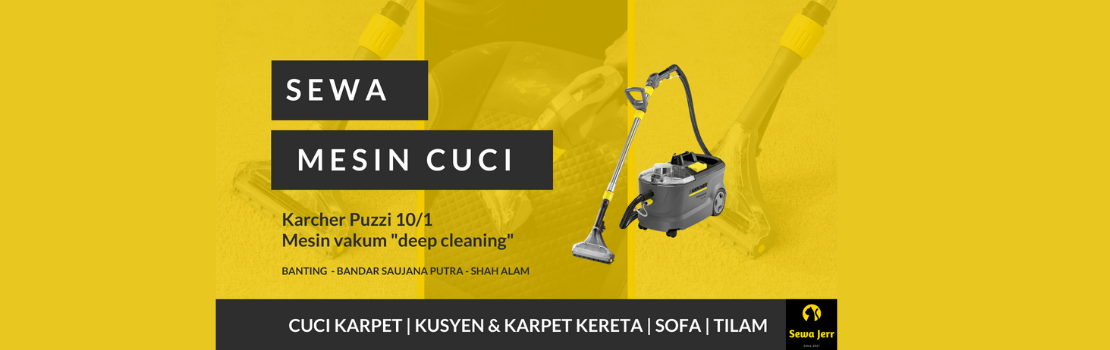 SEWA
MESIN CUCI
Karcher Puzzi 10/1
Mesin vakum "deep cleaning"
BANTING - BANDAR SAUJANA PUTRA - SHAH ALAM
CUCI KARPET | KUSYEN & KARPET KERETA | SOFA | TILAM
Sewa Jerr